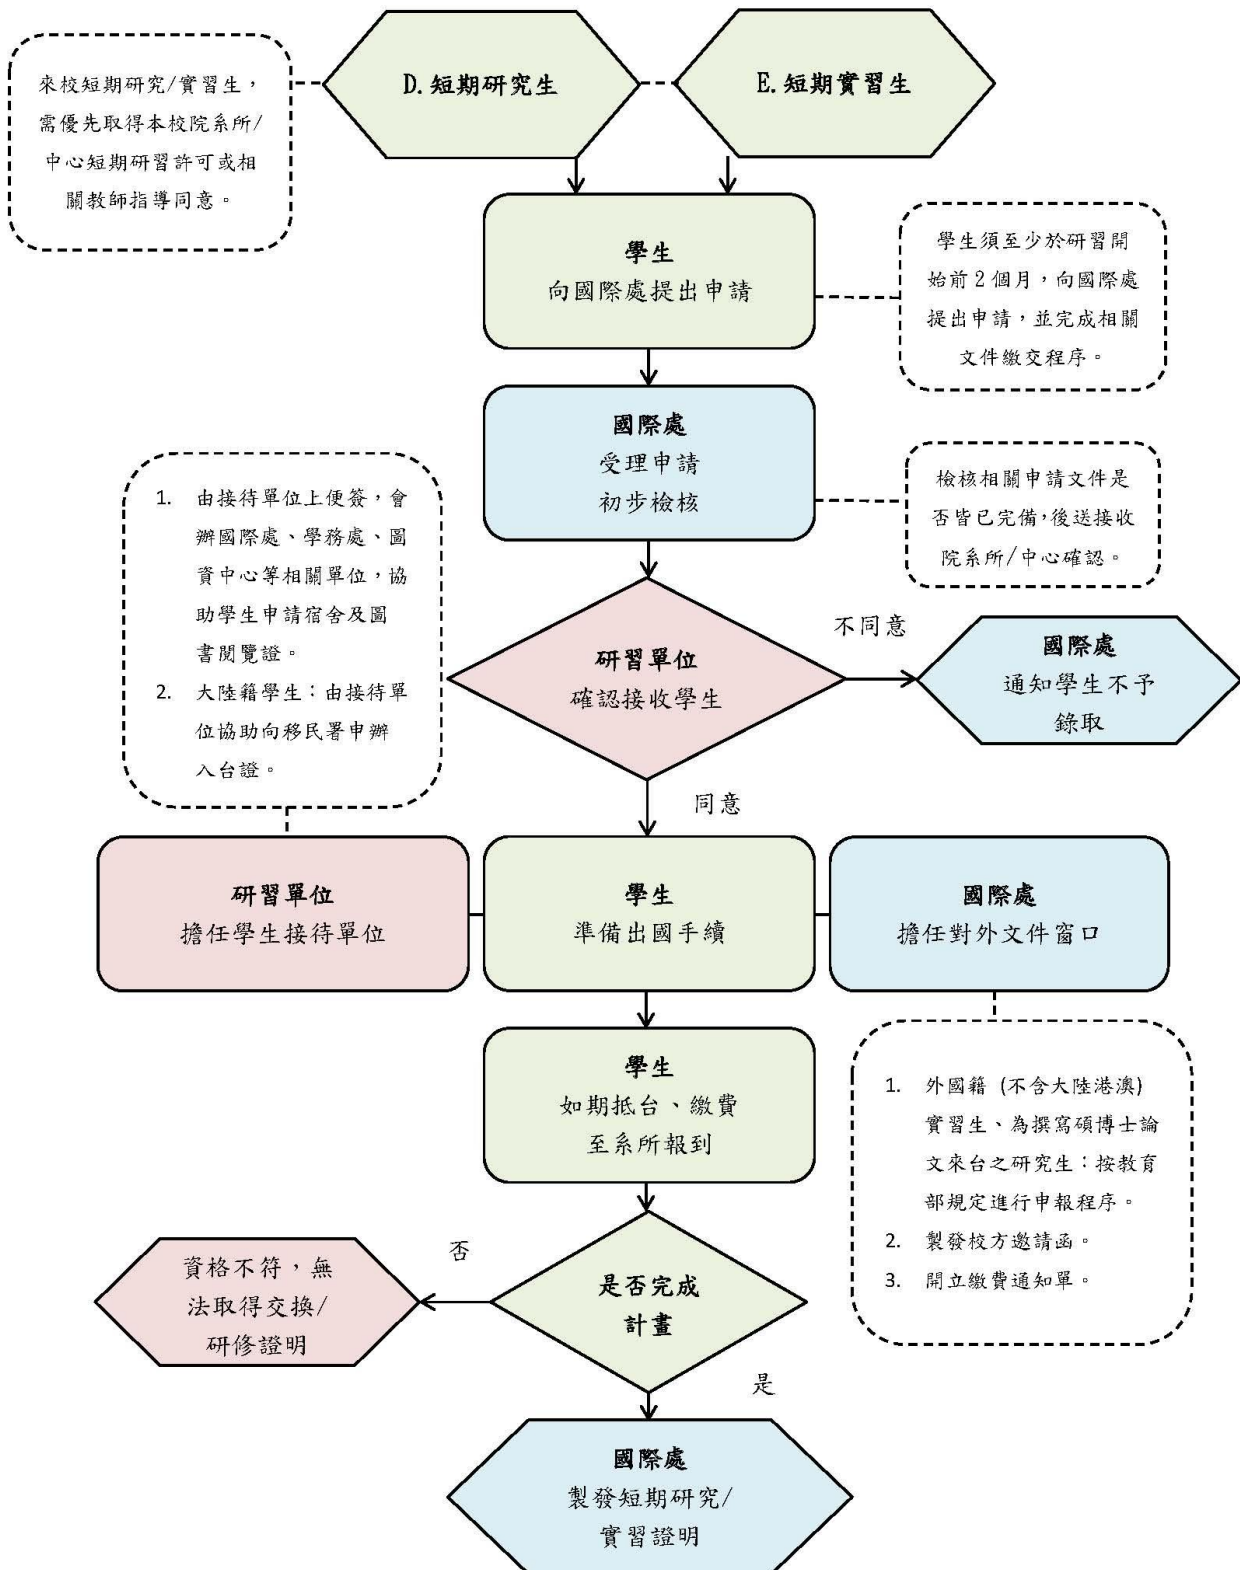 D. 短期研究生
E. 短期實習生
來校短期研究/實習生，
需優先取得本校院系所/
中心短期研習許可或相
關教師指導同意。
學生
向國際處提出申請
學生須至少於研習開
始前2個月，向國際處
提出申請，並完成相關
文件繳交程序。
國際處
受理申請
初步檢核
檢核相關申請文件是
否皆已完備，後送接收
院系所/中心確認。
研習單位
確認接收學生
不同意
國際處
通知學生不予
錄取
同意
1. 由接待單位上便簽，會
辦國際處、學務處、圖
資中心等相關單位，協
助學生申請宿舍及圖
書閱覽證。
2. 大陸籍學生：由接待單
位協助向移民署申辦
入台證。
研習單位
擔任學生接待單位
學生
準備出國手續
國際處
擔任對外文件窗口
學生
如期抵台、繳費
至系所報到
1. 外國籍 (不含大陸港澳)
實習生、為撰寫碩博士論
文來台之研究生：按教育
部規定進行申報程序。
2. 製發校方邀請函。
3. 開立繳費通知單。
是否完成
計畫
否
資格不符，無
法取得交換/
研修證明
是
國際處
製發短期研究/
實習證明